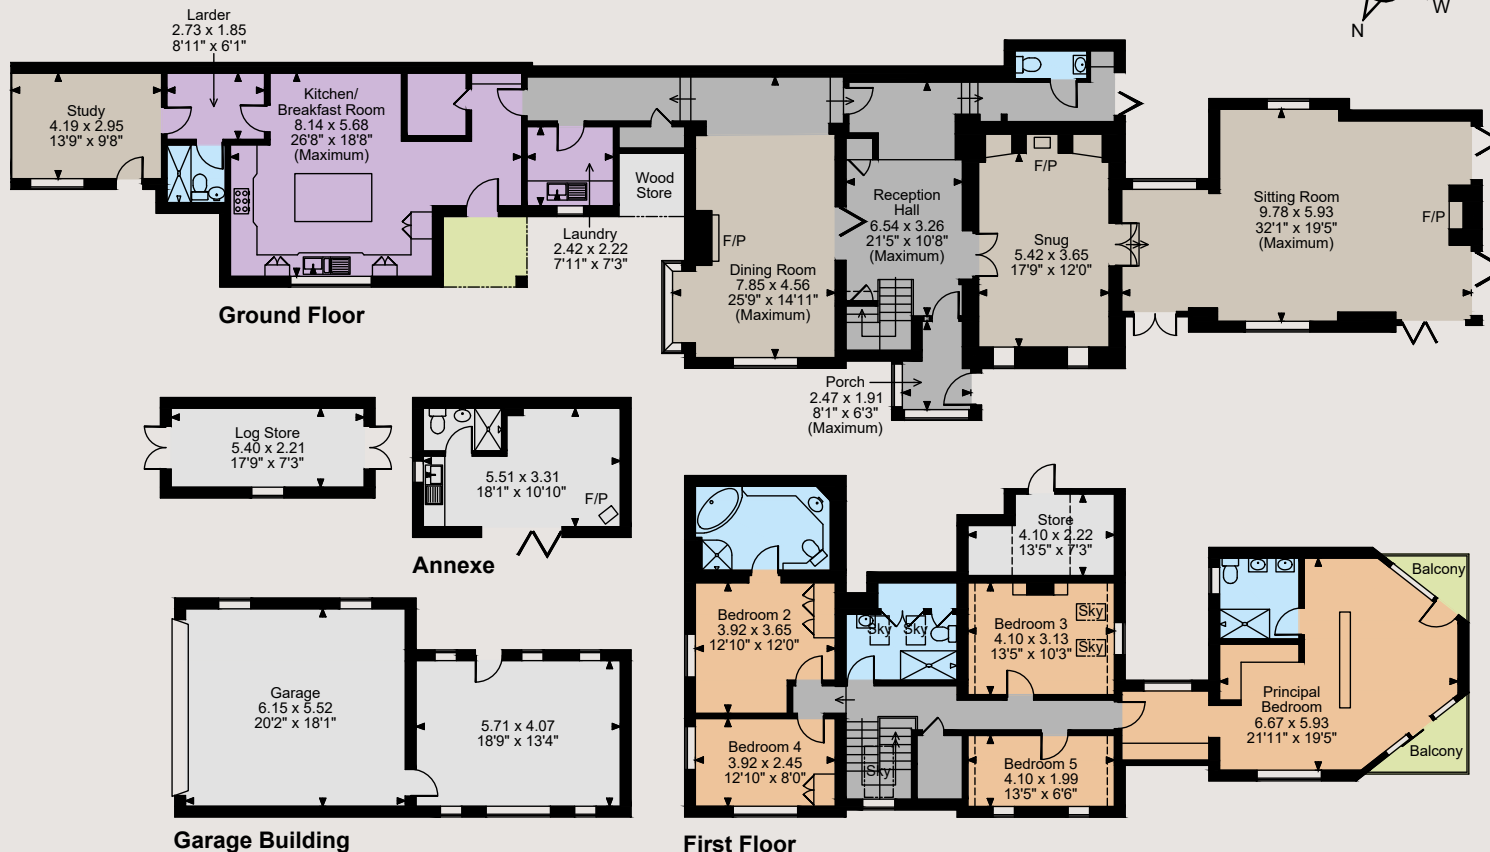 N
W
Larder
2.73 x 1.85
8'11" x 6'1"
Study
4.19 x 2.95
13'9" x 9'8"
Kitchen/
Breakfast Room
8.14 x 5.68
26'8" x 18'8"
(Maximum)
Laundry
2.42 x 2.22
7'11" x 7'3"
Wood
Store
F/P
Dining Room
7.85 x 4.56
25'9" x 14'11"
(Maximum)
Reception
Hall
6.54 x 3.26
21'5" x 10'8"
(Maximum)
F/P
Snug
5.42 x 3.65
17'9" x 12'0"
Sitting Room
9.78 x 5.93
32'1" x 19'5"
(Maximum)
F/P
Porch
2.47 x 1.91
8'1" x 6'3"
(Maximum)
Ground Floor
Log Store
5.40 x 2.21
17'9" x 7'3"
5.51 x 3.31
18'1" x 10'10"
F/P
Annexe
Garage
6.15 x 5.52
20'2" x 18'1"
5.71 x 4.07
18'9" x 13'4"
Garage Building
Bedroom 2
3.92 x 3.65
12'10" x 12'0"
Bedroom 4
3.92 x 2.45
12'10" x 8'0"
Sky
Sky
Sky
Store
4.10 x 2.22
13'5" x 7'3"
Bedroom 3
4.10 x 3.13
13'5" x 10'3"
Sky
Sky
Bedroom 5
4.10 x 1.99
13'5" x 6'6"
Principal
Bedroom
6.67 x 5.93
21'11" x 19'5"
Balcony
Balcony
First Floor